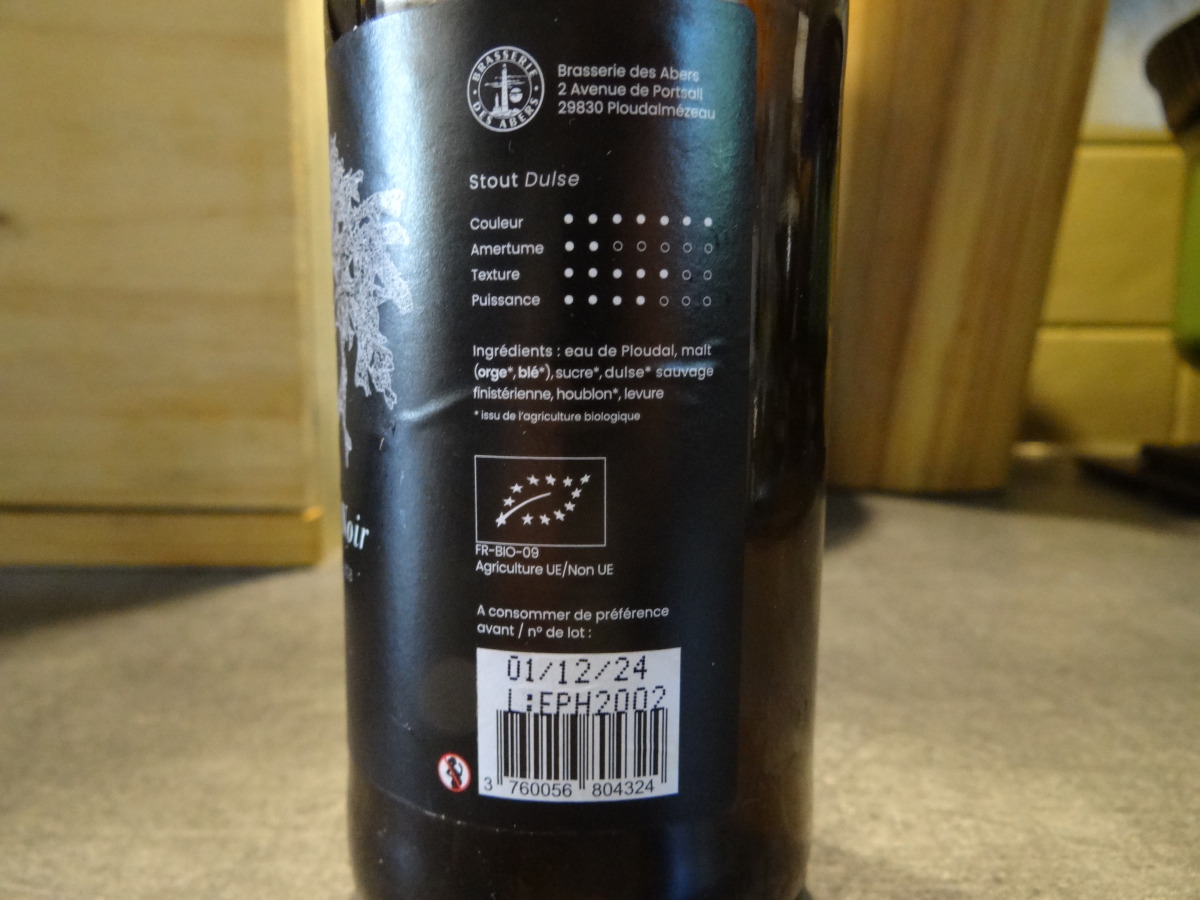 BRASSERIE
DES ABERS
Brasserie des Abers
2 Avenue de Portsall
29830 Ploudalmézeau
Stout Dulse
Couleur
Amertume
Texture
Puissance
Ingrédients : eau de Ploudal, malt
(orge*, blé*), sucre*, dulse* sauvage
finistérienne, houblon*, levure
* issu de l'agriculture biologique
FR-BIO-09
Agriculture UE/Non UE
A consommer de préférence
avant / n° de lot :
01/12/24
L:EPH2002
3 760056 804324